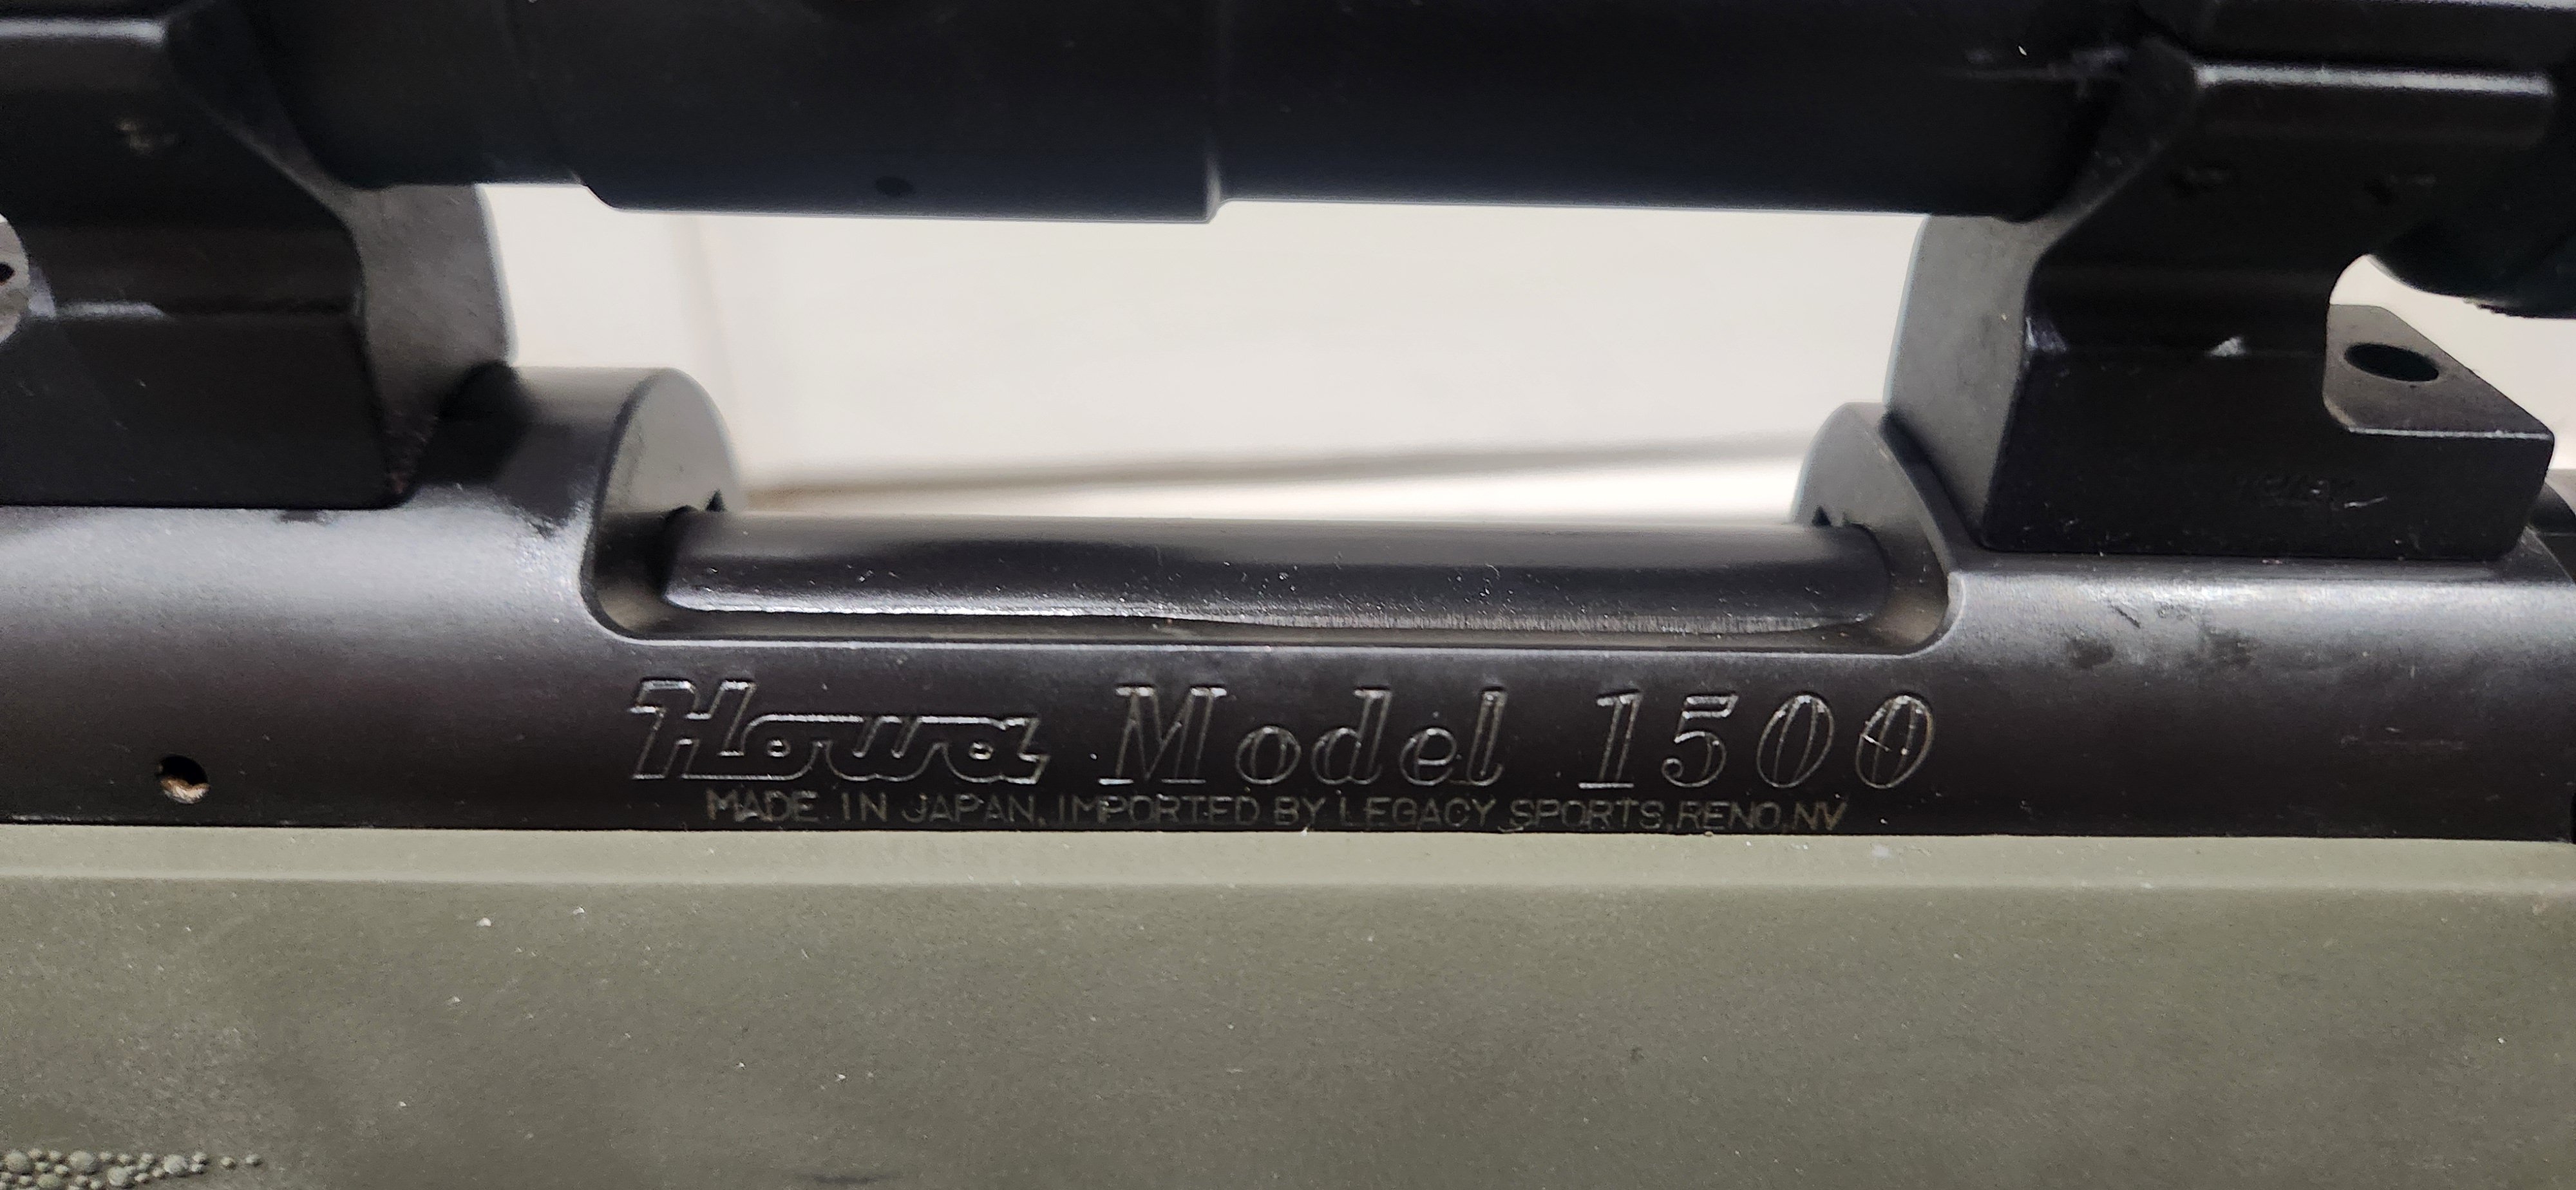 Howa Model 1500
MADE IN JAPAN, IMPORTED BY LEGACY SPORTS, RENO, NV